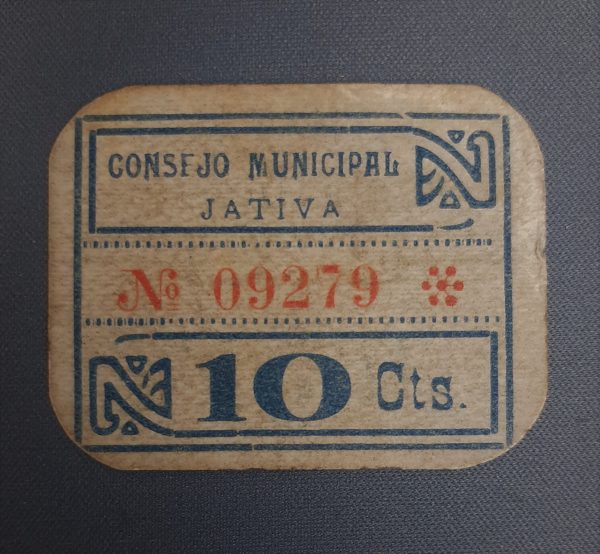 CONSEJO MUNICIPAL
JATIVA
No 09279
10 Cts.